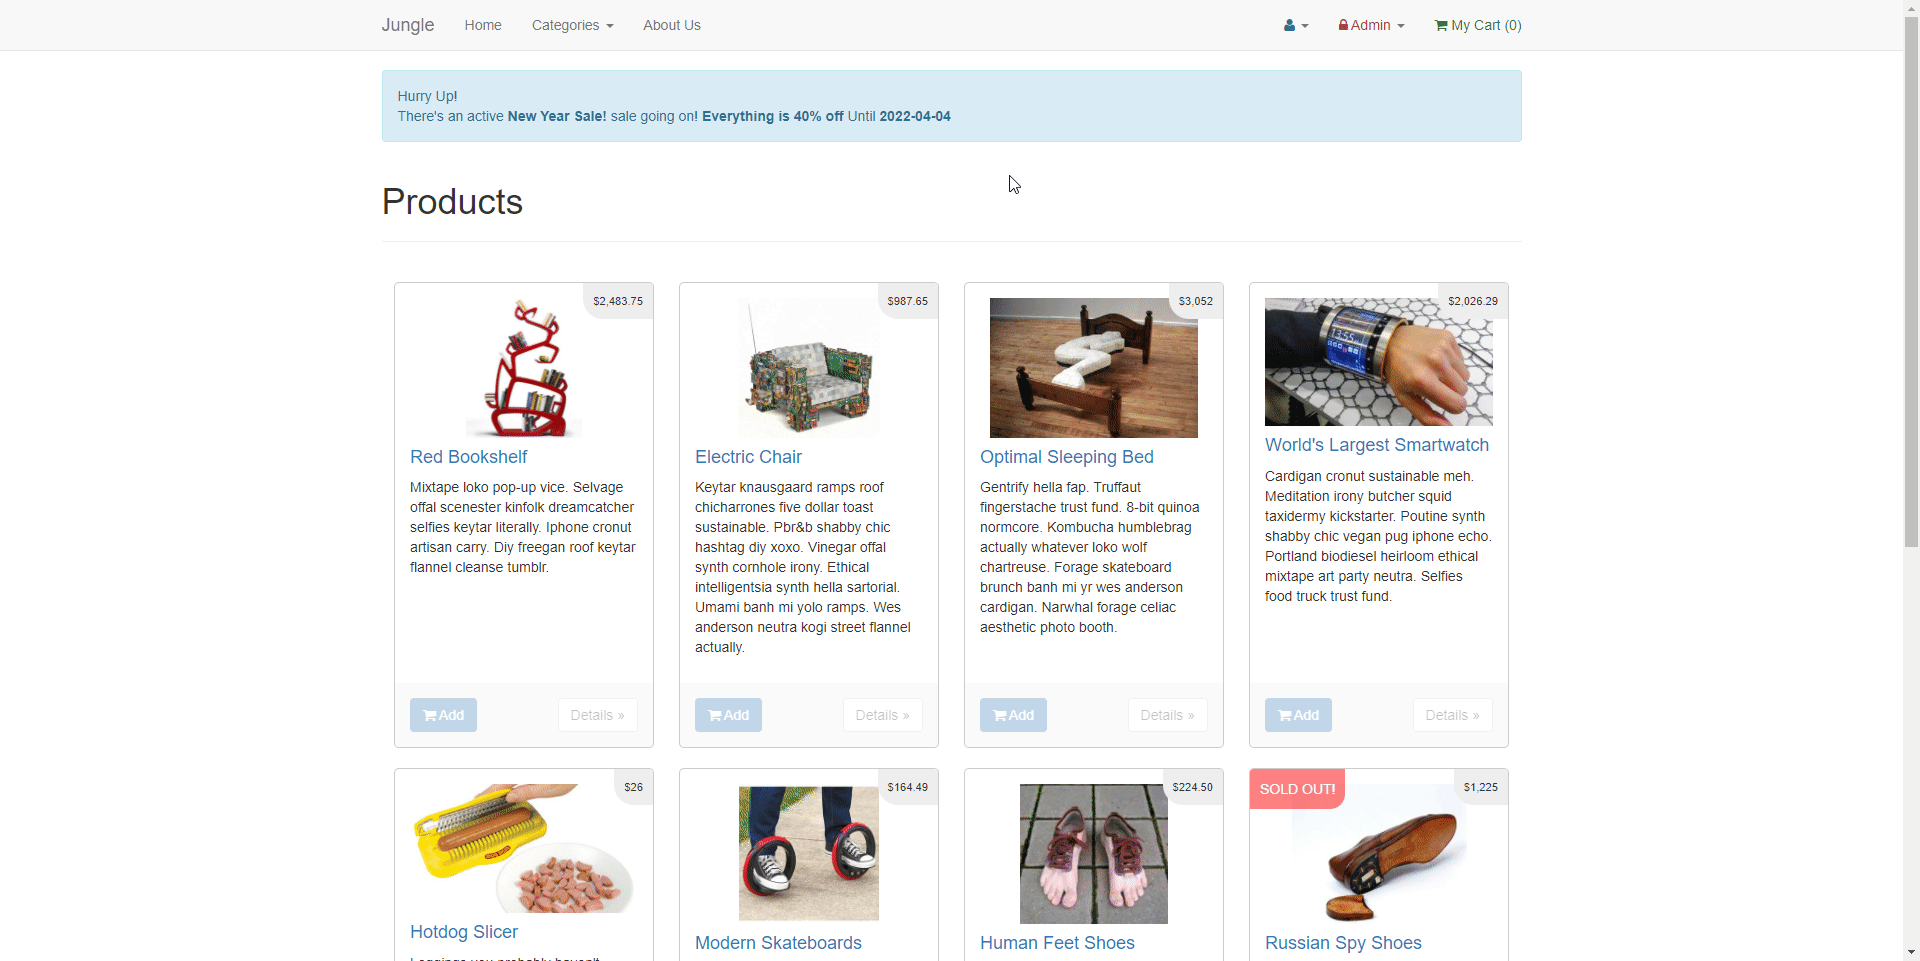 Jungle
Home
Categories
About Us
Admin
My Cart (0)
Hurry Up!
There's an active New Year Sale! sale going on! Everything is 40% off Until 2022-04-04
Products
$2,483.75
Red Bookshelf
Mixtape loko pop-up vice. Selvage
offal scenester kinfolk dreamcatcher
selfies keytar literally. Iphone cronut
artisan carry. Diy freegan roof keytar
flannel cleanse tumblr.
Add
Details »
$987.65
Electric Chair
Keytar knausgaard ramps roof
chicharrones five dollar toast
sustainable. Pbr&b shabby chic
hashtag diy xoxo. Vinegar offal
synth cornhole irony. Ethical
intelligentsia synth hella sartorial.
Umami banh mi yolo ramps. Wes
anderson neutra kogi street flannel
actually.
Add
Details »
$3,052
Optimal Sleeping Bed
Gentrify hella fap. Truffaut
fingerstache trust fund. 8-bit quinoa
normcore. Kombucha humblebrag
actually whatever loko wolf
chartreuse. Forage skateboard
brunch banh mi yr wes anderson
cardigan. Narwhal forage celiac
aesthetic photo booth.
Add
Details »
$2,026.29
World's Largest Smartwatch
Cardigan cronut sustainable meh.
Meditation irony butcher squid
taxidermy kickstarter. Poutine synth
shabby chic vegan pug iphone echo.
Portland biodiesel heirloom ethical
mixtape art party neutra. Selfies
food truck trust fund.
Add
Details »
$26
Hotdog Slicer
$164.49
Modern Skateboards
$224.50
Human Feet Shoes
SOLD OUT!
$1,225
Russian Spy Shoes